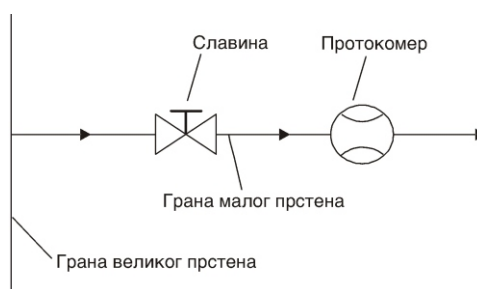 Славина
Протокомер
Грана малог прстена
Грана великог прстена